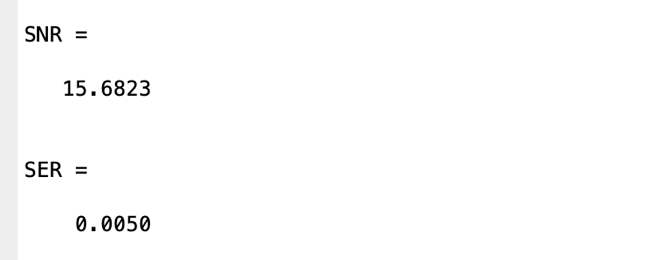 SNR =
15.6823
SER =
0.0050